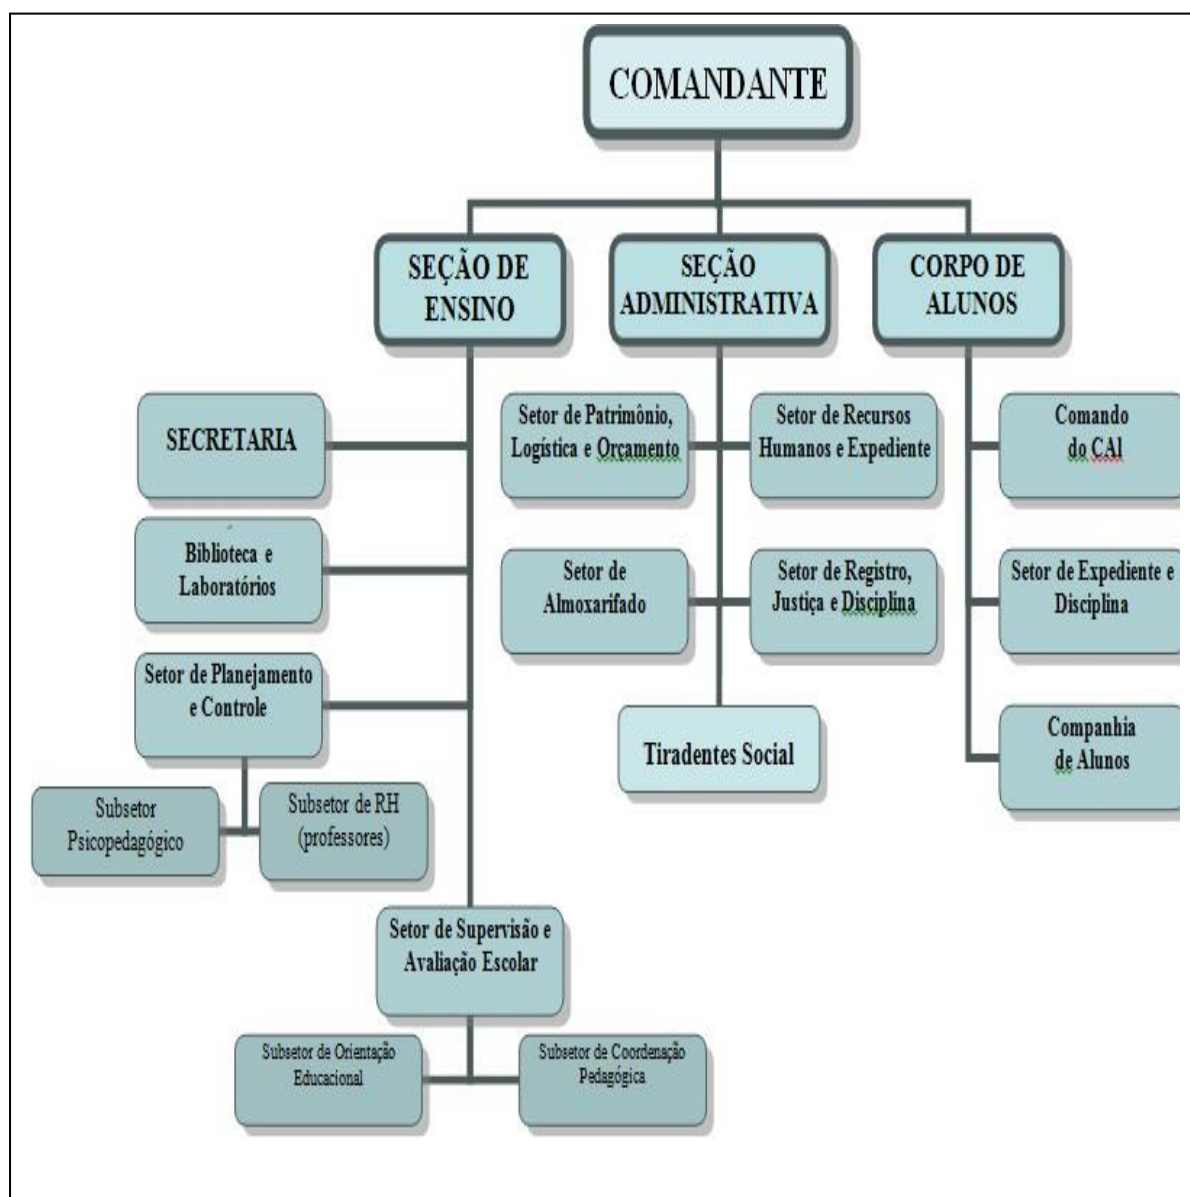 COMANDANTE
SEÇÃO DE
ENSINO
SEÇÃO
ADMINISTRATIVA
CORPO DE
ALUNOS
SECRETARIA
Setor de Patrimônio,
Logística e Orçamento
Setor de Recursos
Humanos e Expediente
Comando
do CAl
Biblioteca e
Laboratórios
Setor de
Almoxarifado
Setor de Registro,
Justiça e Disciplina
Setor de Expediente e
Disciplina
Setor de Planejamento
e Controle
Tiradentes Social
Companhia
de Alunos
Subsetor
Psicopedagógico
Subsetor de RH
(professores)
Setor de Supervisão e
Avaliação Escolar
Subsetor de Orientação
Educacional
Subsetor de Coordenação
Pedagógica